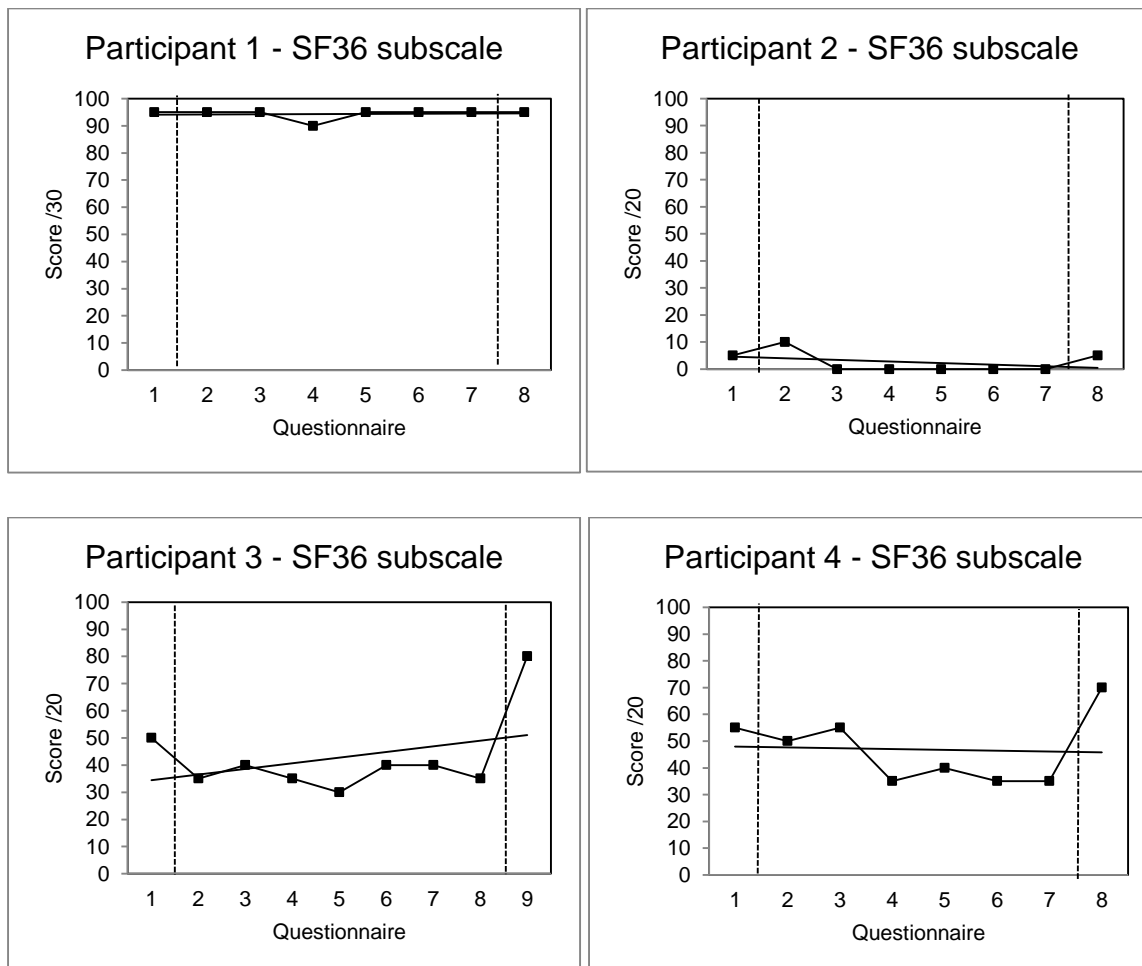 Participant 1 - SF36 subscale
100
90
80
70
60
50
40
30
20
10
0
Score /30
1 2 3 4 5 6 7 8
Questionnaire
Participant 2 - SF36 subscale
100
90
80
70
60
50
40
30
20
10
0
Score /20
1 2 3 4 5 6 7 8
Questionnaire
Participant 3 - SF36 subscale
100
90
80
70
60
50
40
30
20
10
0
Score /20
1 2 3 4 5 6 7 8 9
Questionnaire
Participant 4 - SF36 subscale
100
90
80
70
60
50
40
30
20
10
0
Score /20
1 2 3 4 5 6 7 8
Questionnaire